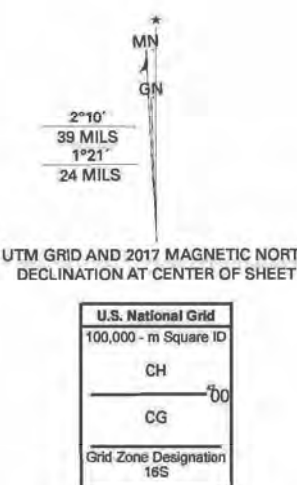 ★
MN
GN
2°10´
39 MILS
1°21´
24 MILS
UTM GRID AND 2017 MAGNETIC NORT
DECLINATION AT CENTER OF SHEET
U.S. National Grid
100,000 - m Square ID
CH
00
CG
Grid Zone Designation
16S